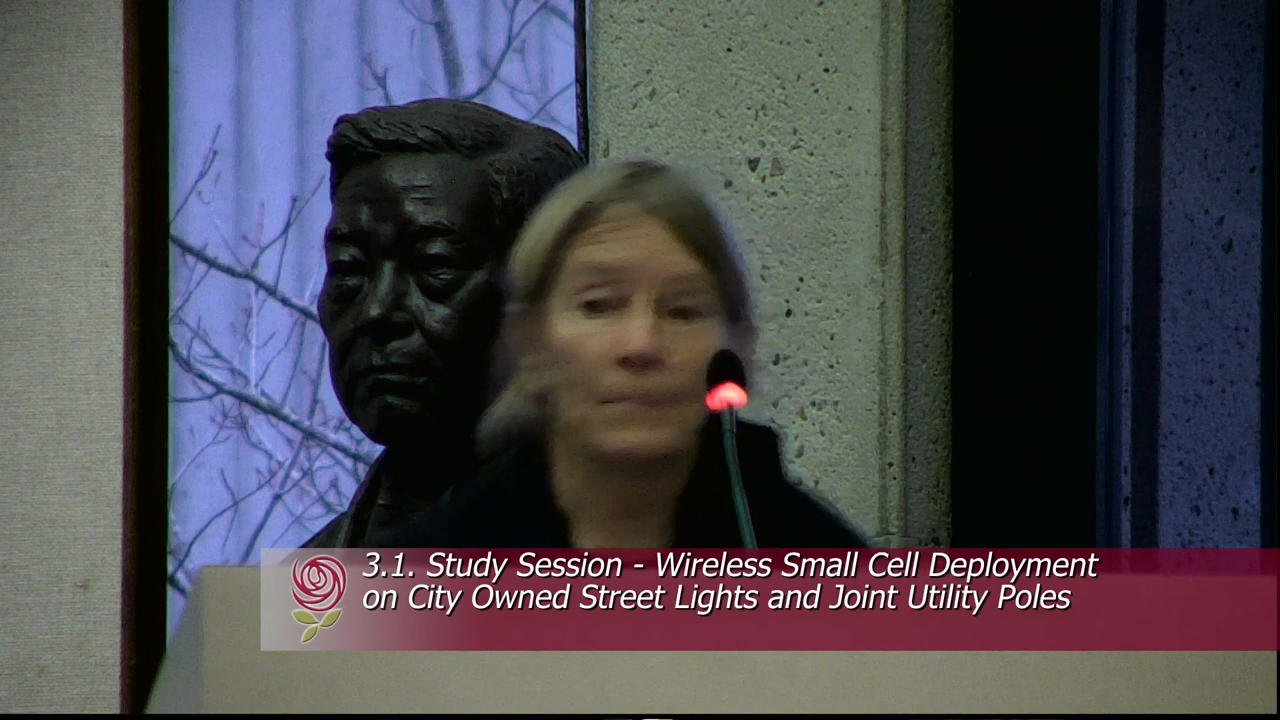 3.1. Study Session - Wireless Small Cell Deployment
on City Owned Street Lights and Joint Utility Poles